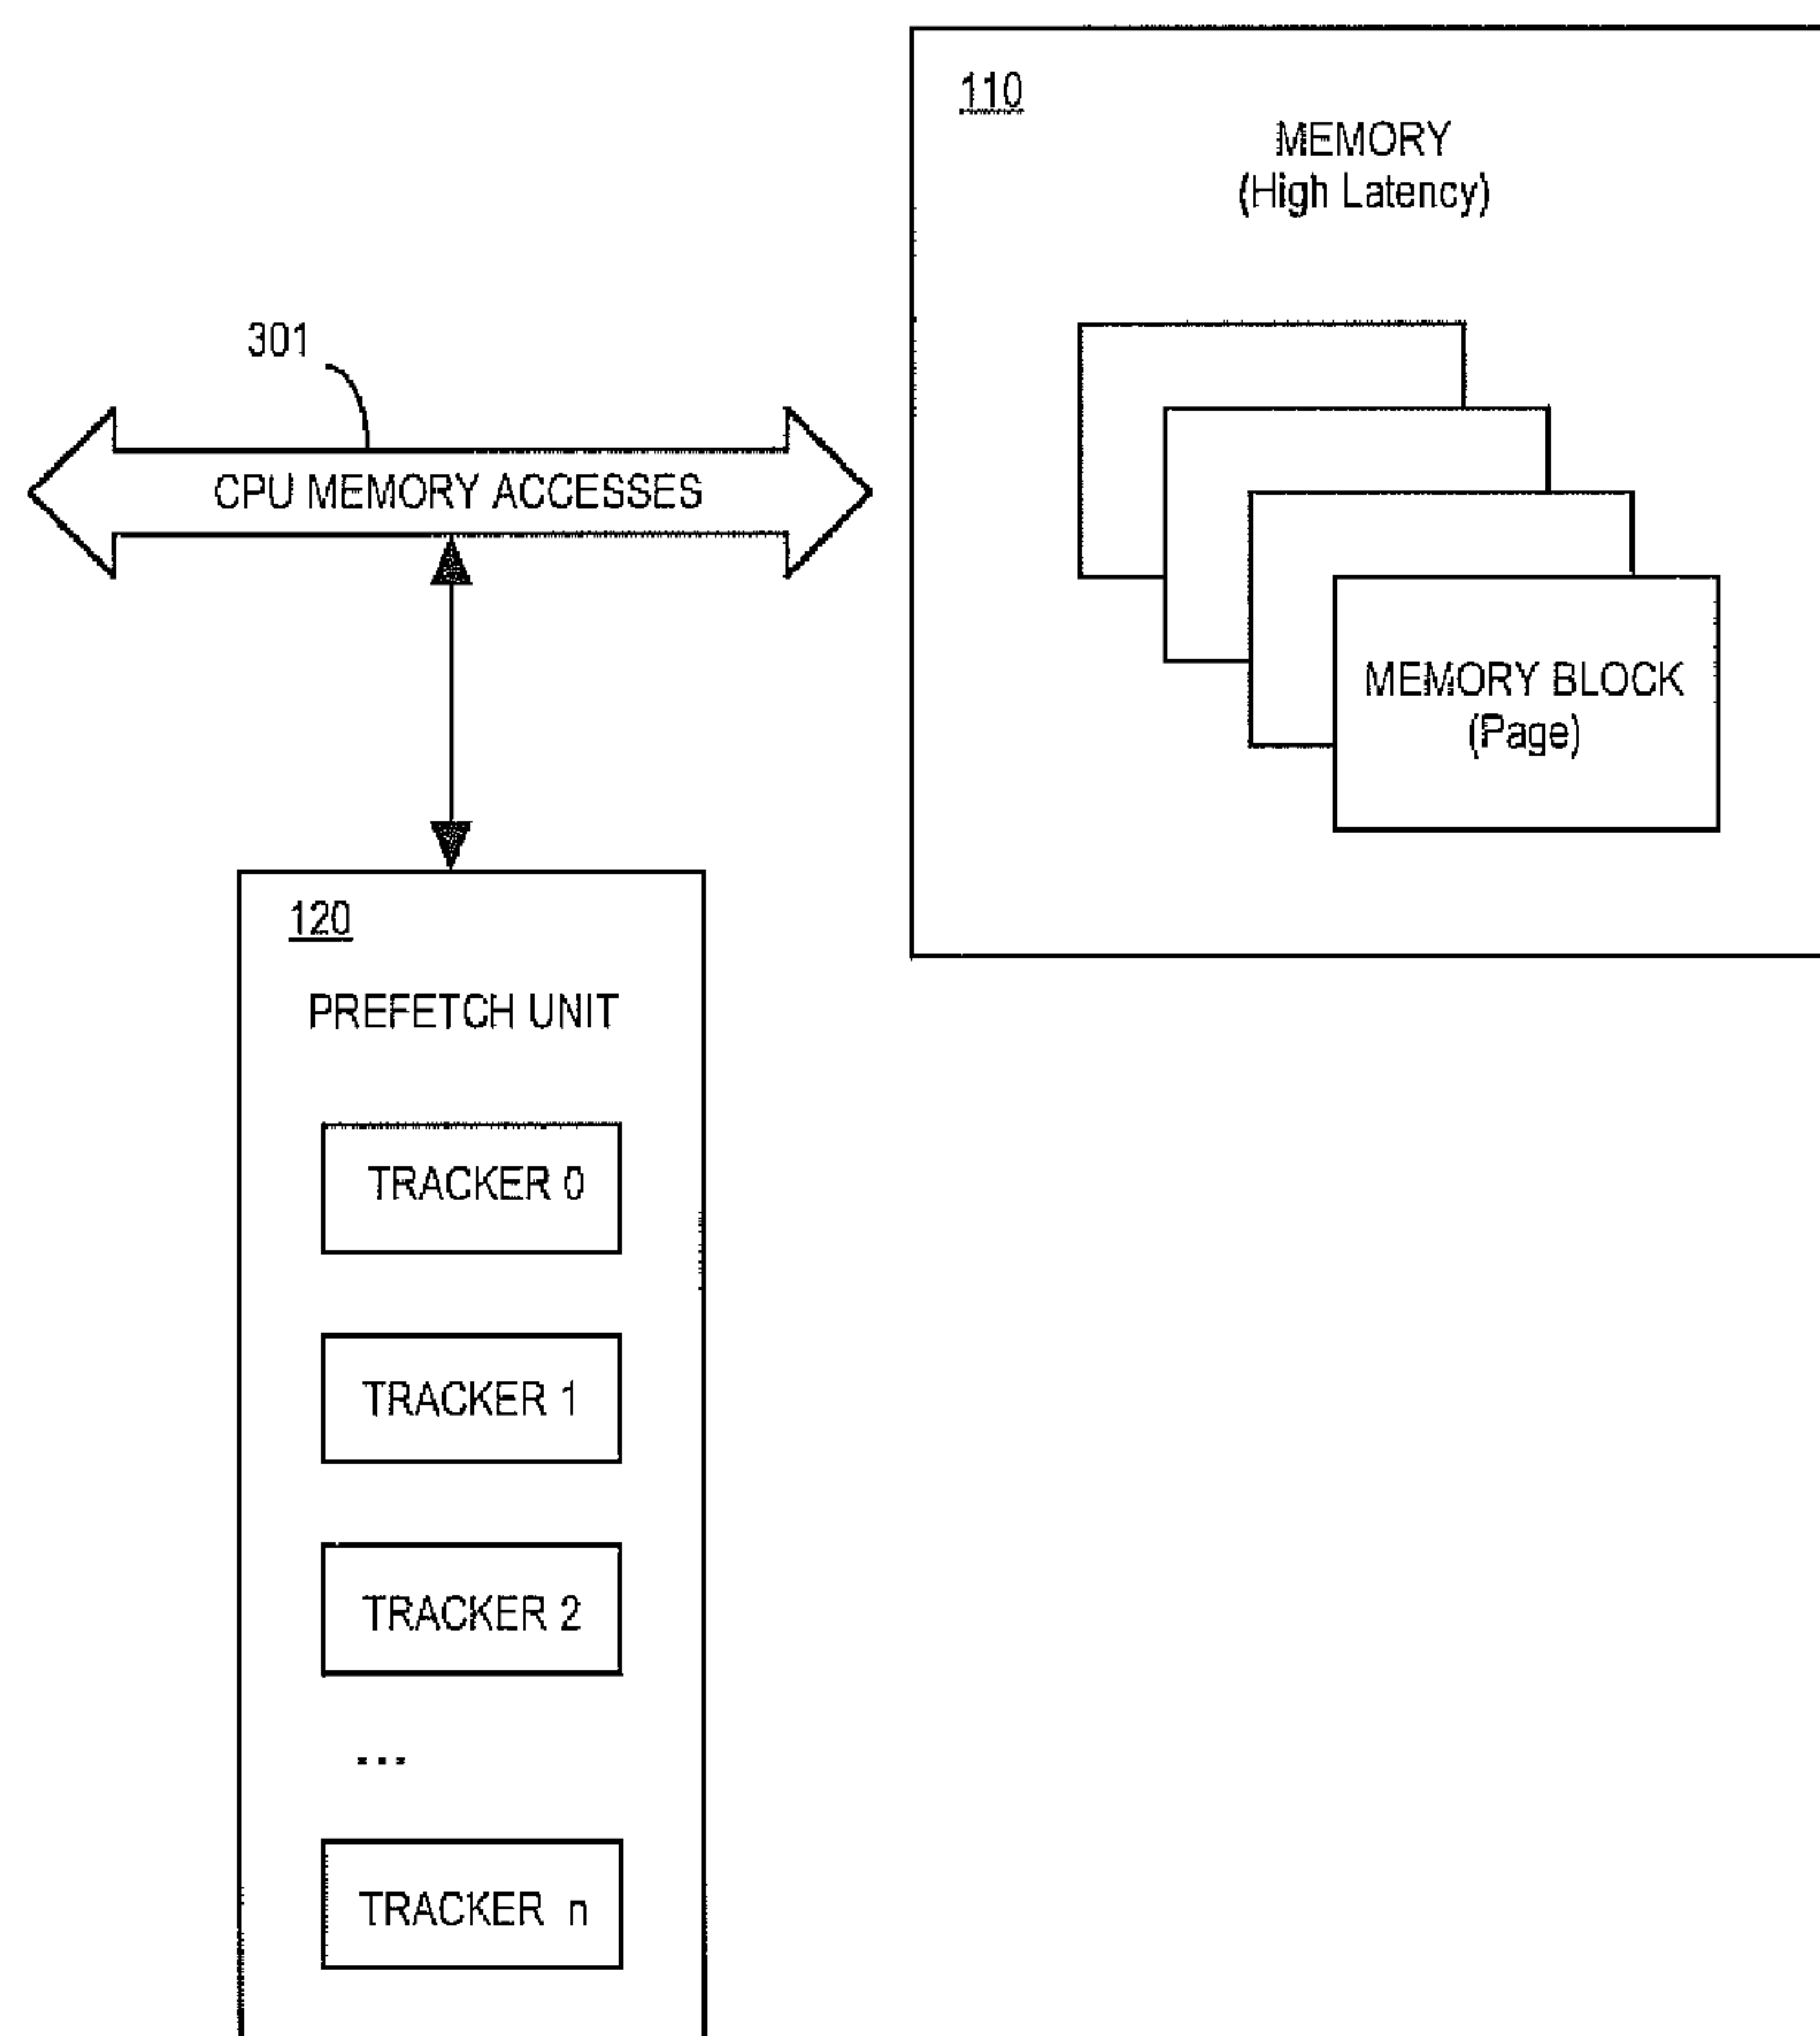 110
MEMORY
(High Latency)
301
CPU MEMORY ACCESSES
MEMORY BLOCK
(Page)
120
PREFETCH UNIT
TRACKER 0
TRACKER 1
TRACKER 2
...
TRACKER n